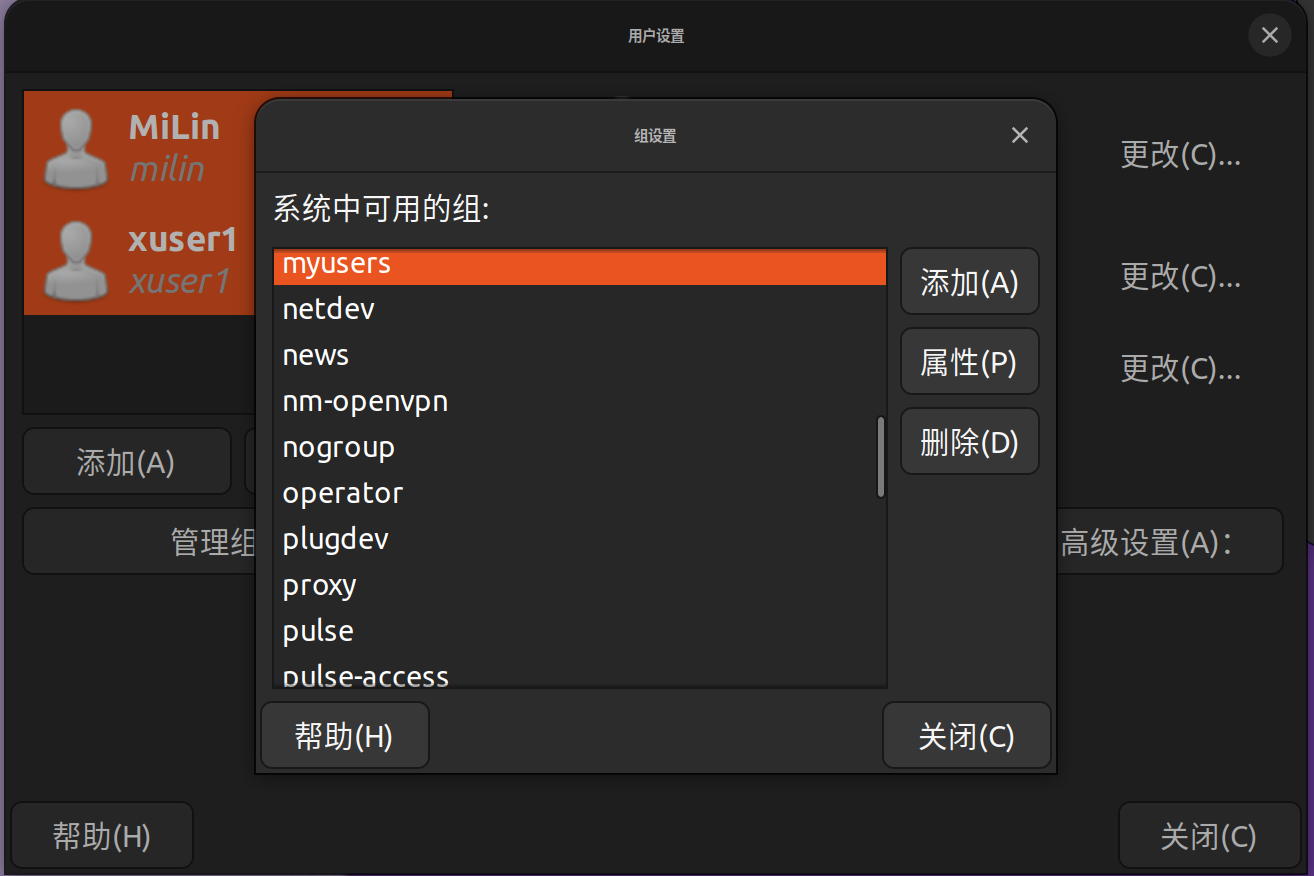 用户设置
MiLin
milin
xuser1
xuser1
更改(C)...
更改(C)...
更改(C)...
添加(A)
管理组
高级设置(A):
帮助(H)
关闭(C)
组设置
系统中可用的组:
myusers
netdev
news
nm-openvpn
nogroup
operator
plugdev
proxy
pulse
pulse-access
添加(A)
属性(P)
删除(D)
帮助(H)
关闭(C)